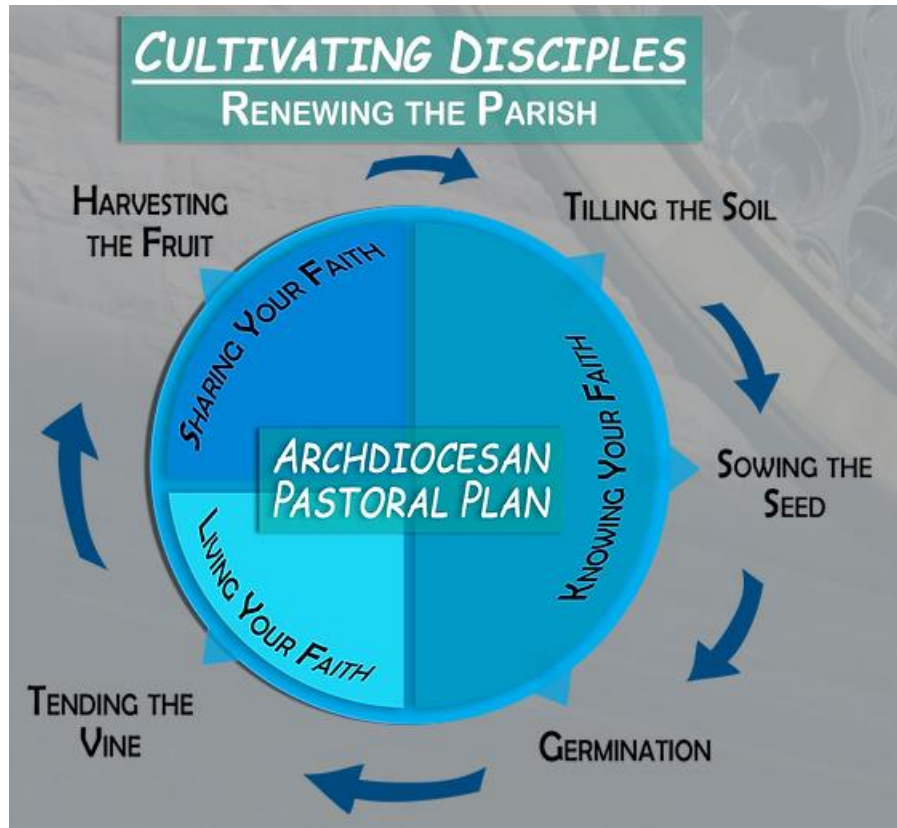 CULTIVATING DISCIPLES
RENEWING THE PARISH
HARVESTING
THE FRUIT
TILLING THE SOIL
SHARING YOUR FAITH
KNOWING YOUR FAITH
ARCHDIOCESAN
PASTORAL PLAN
SOWING THE
SEED
LIVING YOUR FAITH
TENDING THE
VINE
GERMINATION